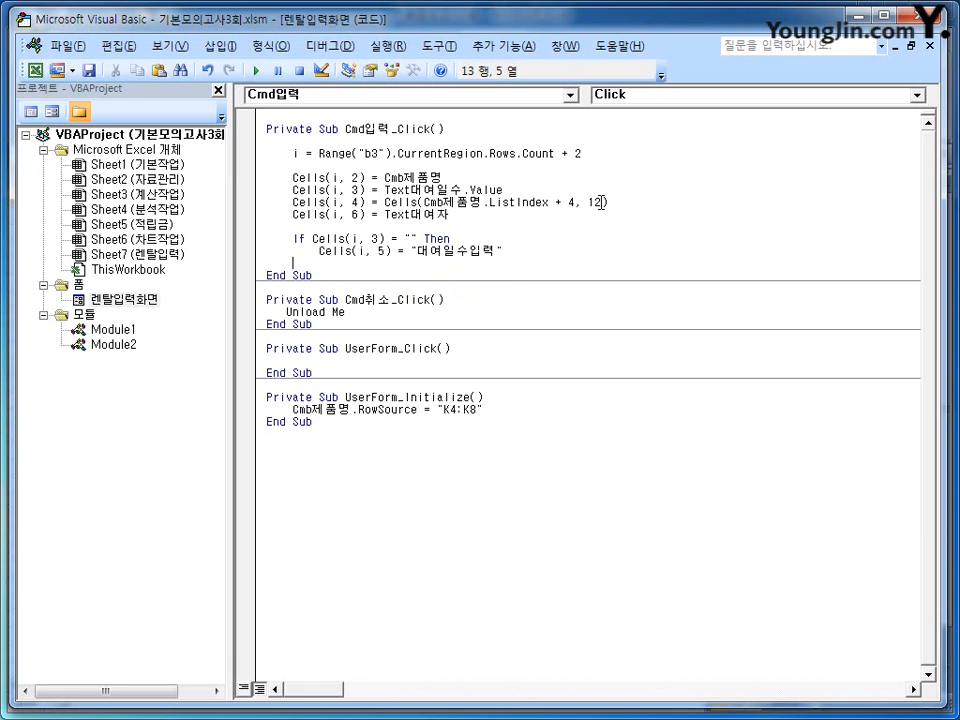 Microsoft Visual Basic - 기본모의고사3회.xlsm - [렌탈입력화면 (코드)]
YoungJin.com Y.
파일(F) 편집(E) 보기(V) 삽입(I) 형식(O) 디버그(D) 실행(R) 도구(T) 추가 기능(A) 창(W) 도움말(H) 질문을 입력하십시오.
13 행, 5 열
프로젝트 - VBAProject
Cmd입력 Click
VBAProject (기본모의고사3회
Microsoft Excel 개체
Sheet1 (기본작업)
Sheet2 (자료관리)
Sheet3 (계산작업)
Sheet4 (분석작업)
Sheet5 (적립금)
Sheet6 (차트작업)
Sheet7 (렌탈입력)
ThisWorkbook
폼
렌탈입력화면
모듈
Module1
Module2
Private Sub Cmd입력_Click()
i = Range("b3").CurrentRegion.Rows.Count + 2
Cells(i, 2) = Cmb제품명
Cells(i, 3) = Text대여일수.Value
Cells(i, 4) = Cells(Cmb제품명.ListIndex + 4, 12)
Cells(i, 6) = Text대여자
If Cells(i, 3) = "" Then
Cells(i, 5) = "대여일수입력"
End Sub
Private Sub Cmd취소_Click()
Unload Me
End Sub
Private Sub UserForm_Click()
End Sub
Private Sub UserForm_Initialize()
Cmb제품명.RowSource = "K4:K8"
End Sub